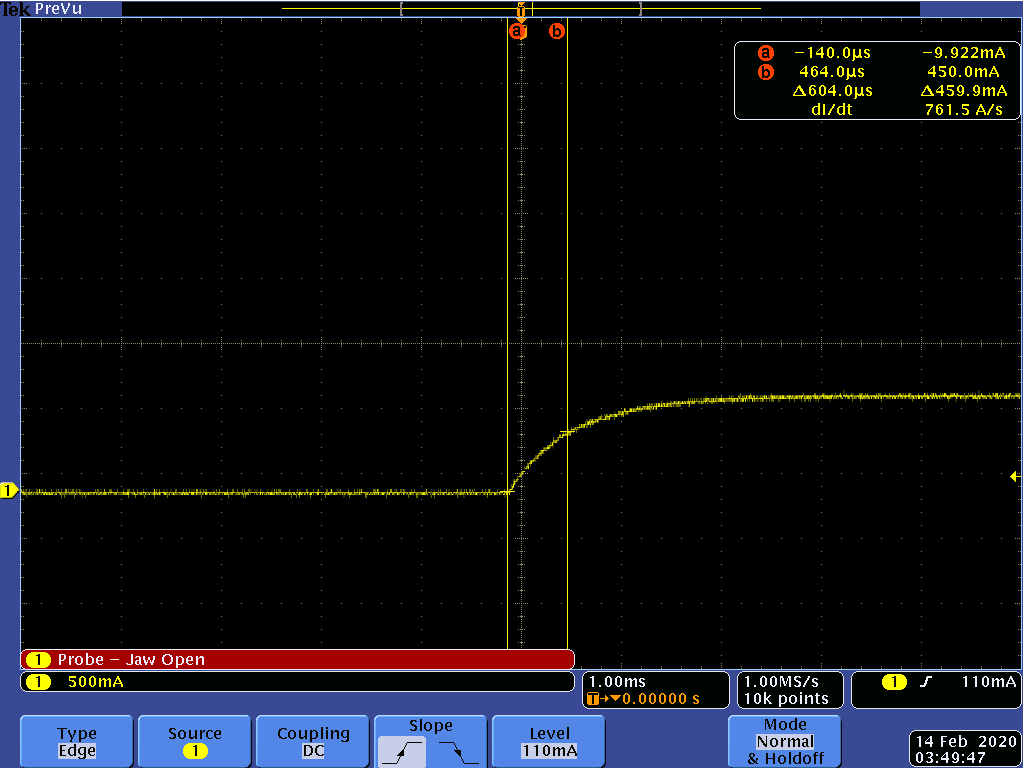 Tek PreVu
T
a b
a −140.0µs −9.922mA
b 464.0µs 450.0mA
Δ604.0µs Δ459.9mA
dI/dt 761.5 A/s
1
1 Probe − Jaw Open
1 500mA
1.00ms
T→▼0.00000 s
1.00MS/s
10k points
1 110mA
Type
Edge
Source
1
Coupling
DC
Slope
Level
110mA
Mode
Normal
& Holdoff
14 Feb 2020
03:49:47